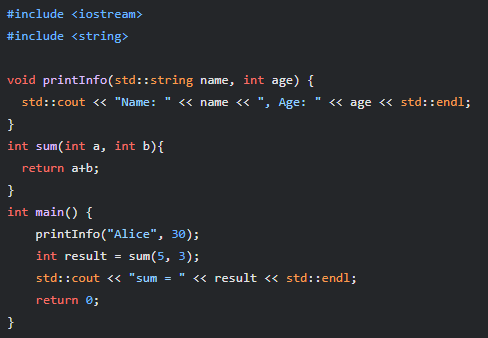 #include <iostream>
#include <string>

void printInfo(std::string name, int age) {
  std::cout << "Name: " << name << ", Age: " << age << std::endl;
}
int sum(int a, int b){
  return a+b;
}
int main() {
    printInfo("Alice", 30);
    int result = sum(5, 3);
    std::cout << "sum = " << result << std::endl;
    return 0;
}